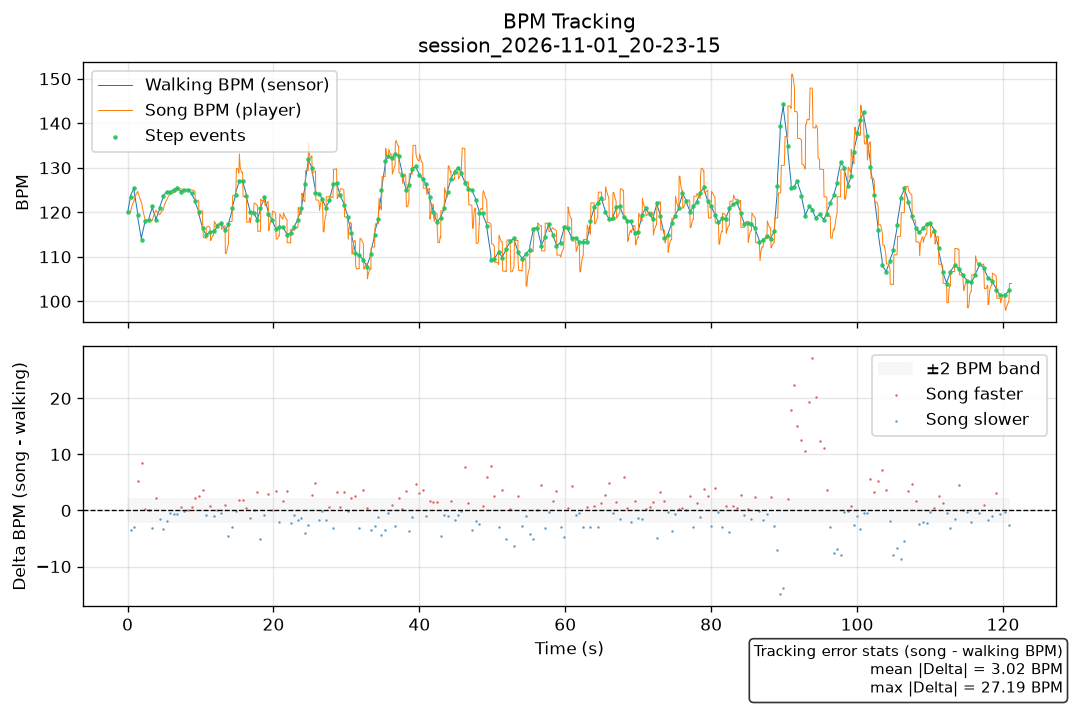 BPM Tracking
session_2026-11-01_20-23-15
Walking BPM (sensor)
Song BPM (player)
Step events
BPM
150
140
130
120
110
100
±2 BPM band
Song faster
Song slower
Delta BPM (song - walking)
20
10
0
−10
0
20
40
60
80
100
120
Time (s)
Tracking error stats (song - walking BPM)
mean |Delta| = 3.02 BPM
max |Delta| = 27.19 BPM